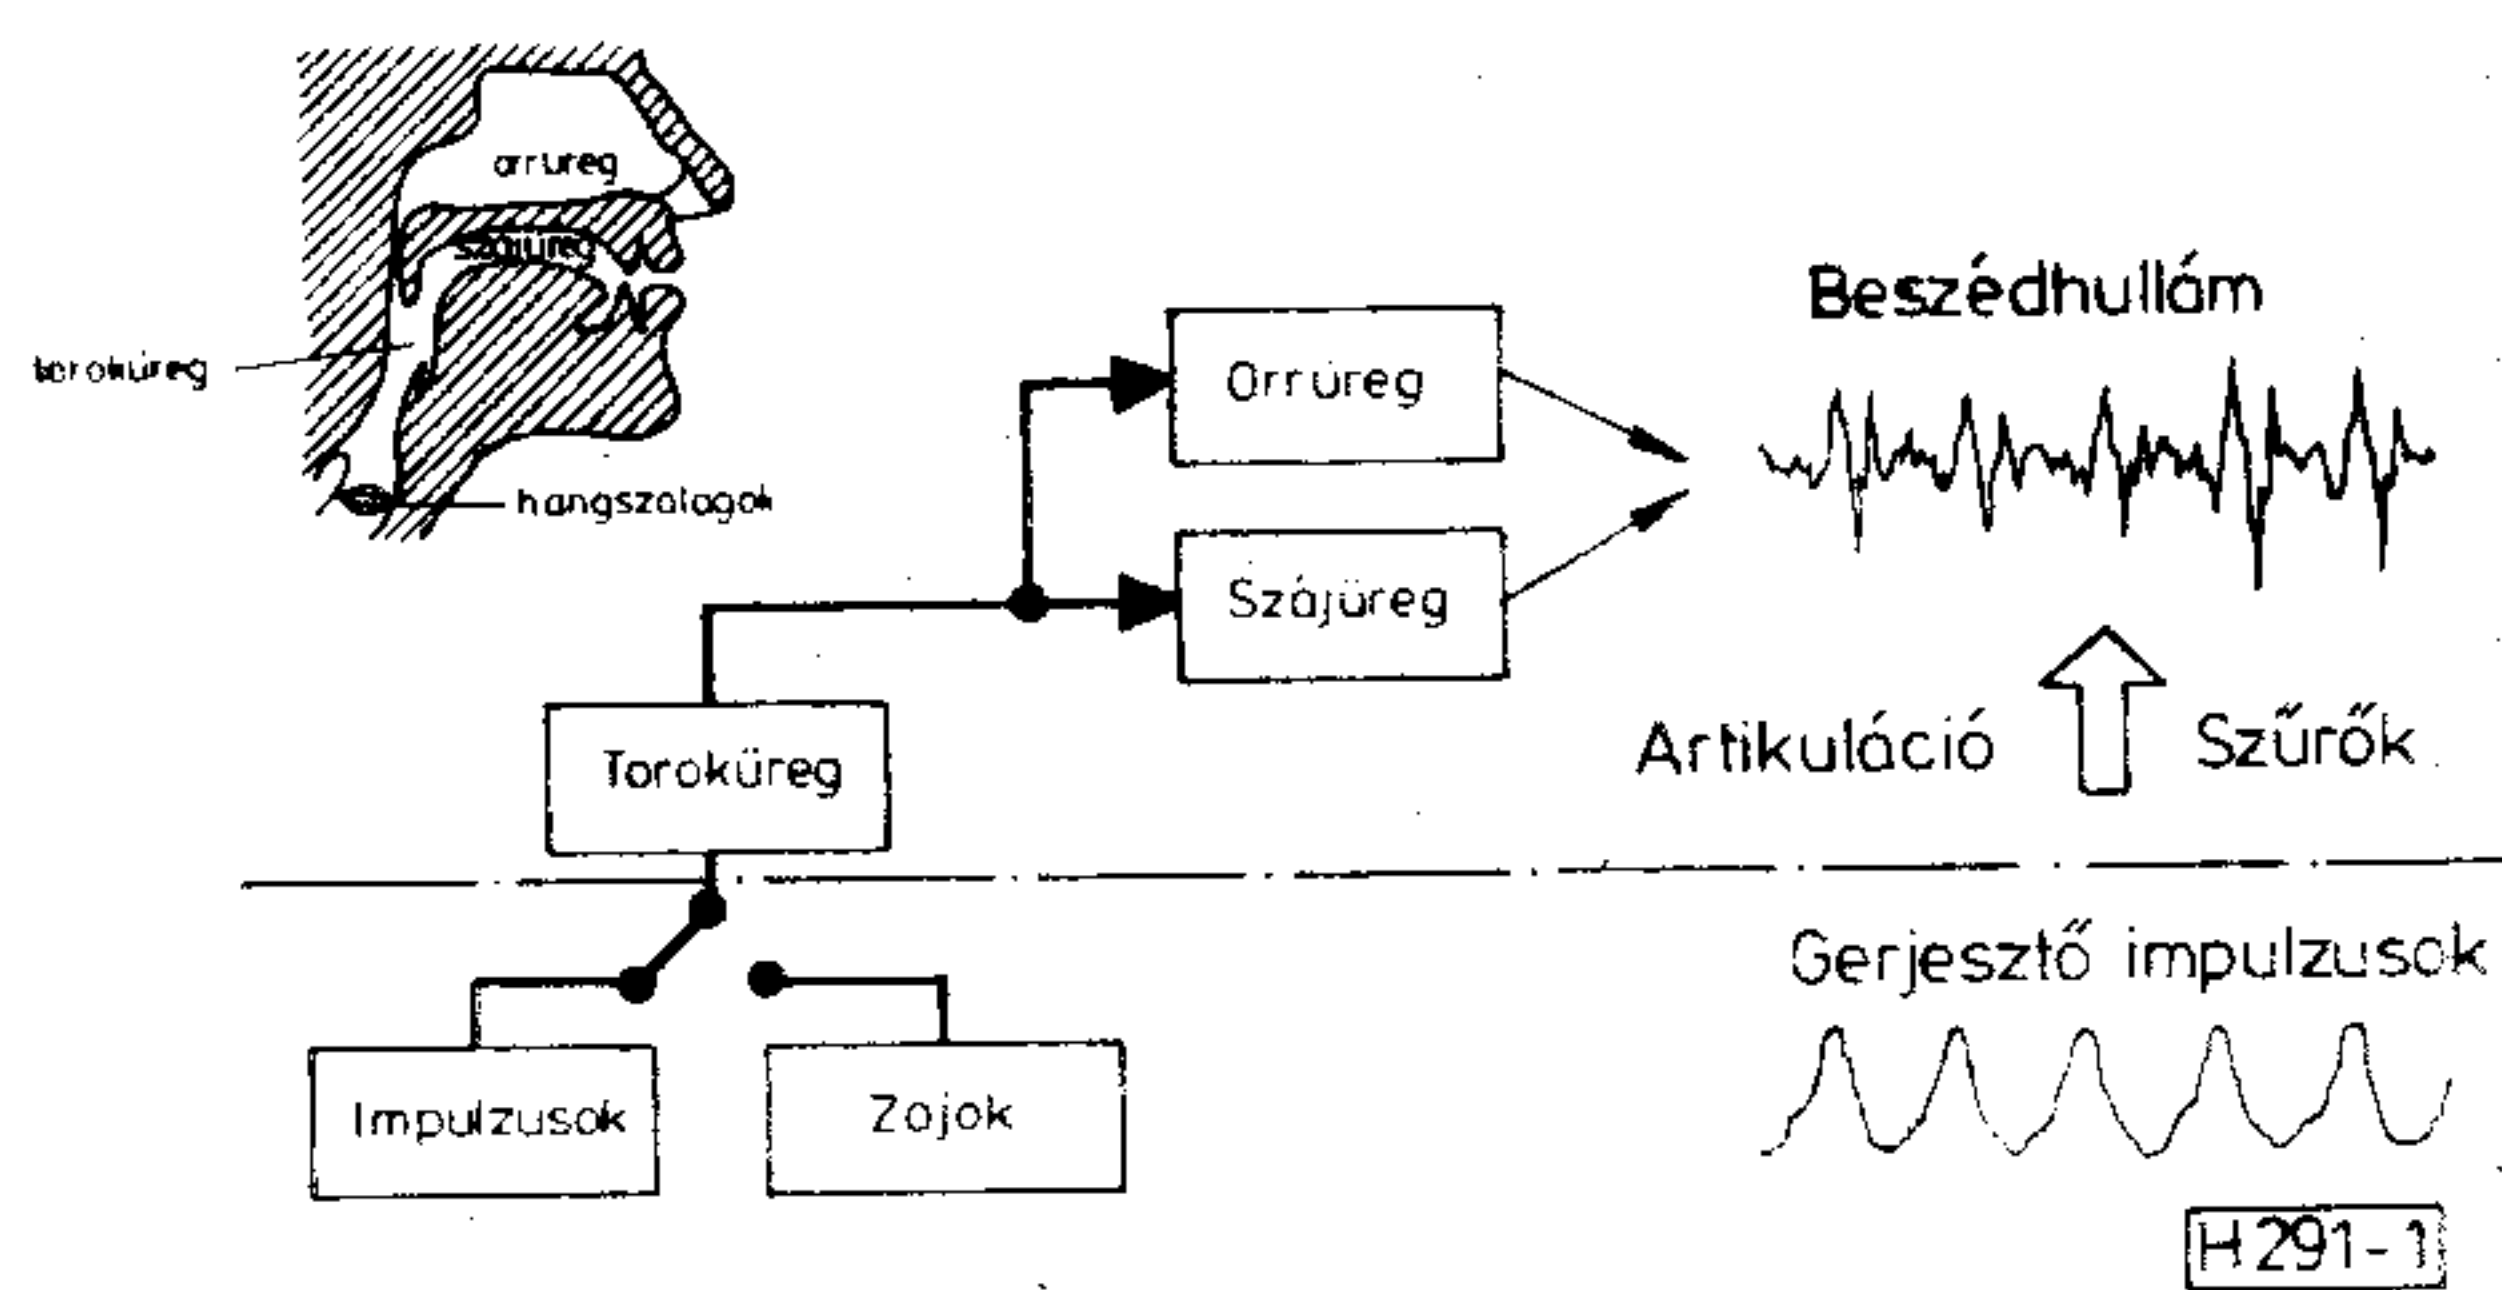 orrüreg
szájüreg
toroküreg
hangszalagok
Beszédhullám
Orrüreg
Szájüreg
Artikuláció Szűrők
Toroküreg
Gerjesztő impulzusok
Impulzusok
Zajok
H291-1